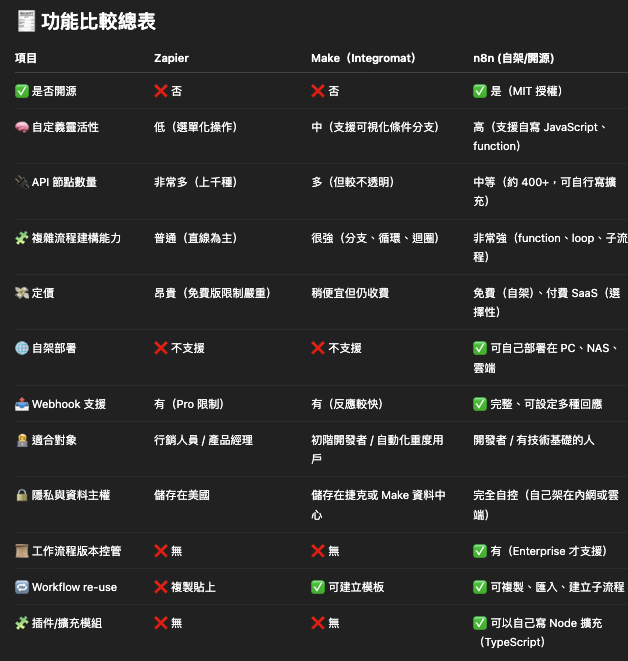 🧾 功能比較總表
項目 Zapier Make（Integromat） n8n (自架/開源)
✅ 是否開源 ❌ 否 ❌ 否 ✅ 是（MIT 授權）
🧠 自定義靈活性 低（選單化操作） 中（支援可視化條件分支） 高（支援自寫 JavaScript、
function）
🔌 API 節點數量 非常多（上千種） 多（但較不透明） 中等（約 400+，可自行寫擴
充）
🧩 複雜流程建構能力 普通（直線為主） 很強（分支、循環、迴圈） 非常強（function、loop、子流
程）
💸 定價 昂貴（免費版限制嚴重） 稍便宜但仍收費 免費（自架）、付費 SaaS（選
擇性）
🌐 自架部署 ❌ 不支援 ❌ 不支援 ✅ 可自己部署在 PC、NAS、
雲端
📤 Webhook 支援 有（Pro 限制） 有（反應較快） ✅ 完整、可設定多種回應
🧑‍💻 適合對象 行銷人員 / 產品經理 初階開發者 / 自動化重度用
戶 開發者 / 有技術基礎的人
🔒 隱私與資料主權 儲存在美國 儲存在捷克或 Make 資料中
心 完全自控（自己架在內網或雲
端）
工作流程版本控管 ❌ 無 ❌ 無 ✅ 有（Enterprise 才支援）
🔁 Workflow re-use ❌ 複製貼上 ✅ 可建立模板 ✅ 可複製、匯入、建立子流程
🧩 插件/擴充模組 ❌ 無 ❌ 無 ✅ 可以自己寫 Node 擴充
（TypeScript）